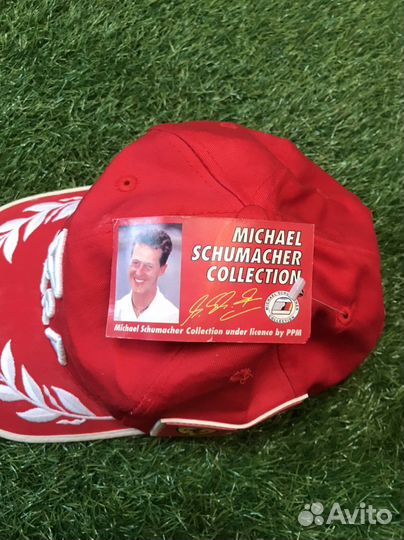 MICHAEL
SCHUMACHER
COLLECTION
Michael Schumacher Collection under licence by PPM
Avito